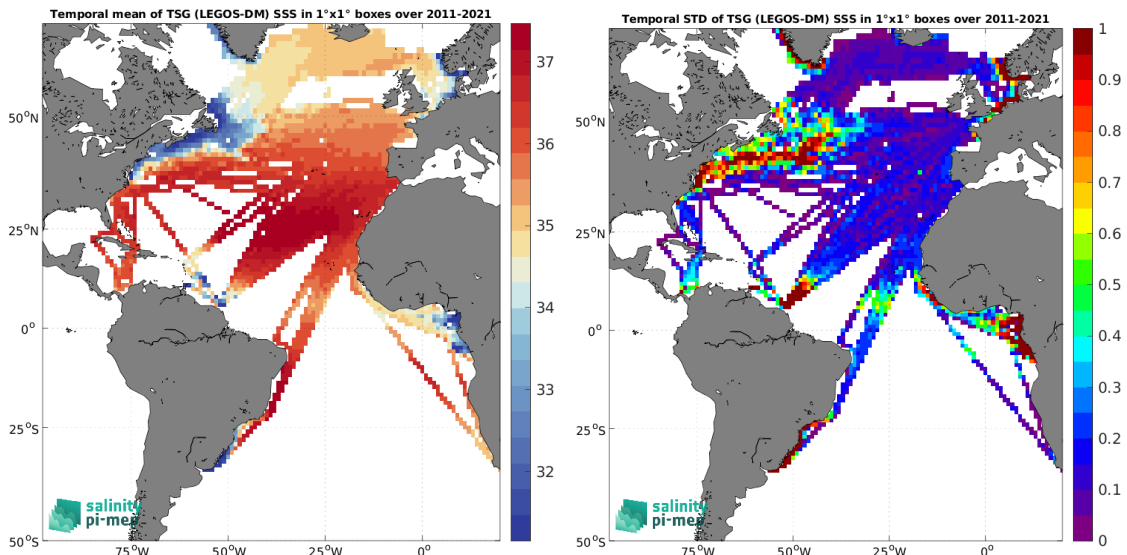 Temporal mean of TSG (LEGOS-DM) SSS in 1°x1° boxes over 2011-2021
50°N
25°N
0°
25°S
50°S
75°W
50°W
25°W
0°
37
36
35
34
33
32
salinity
pi-mep
Temporal STD of TSG (LEGOS-DM) SSS in 1°x1° boxes over 2011-2021
50°N
25°N
0°
25°S
50°S
75°W
50°W
25°W
0°
1
0.9
0.8
0.7
0.6
0.5
0.4
0.3
0.2
0.1
0
salinity
pi-mep